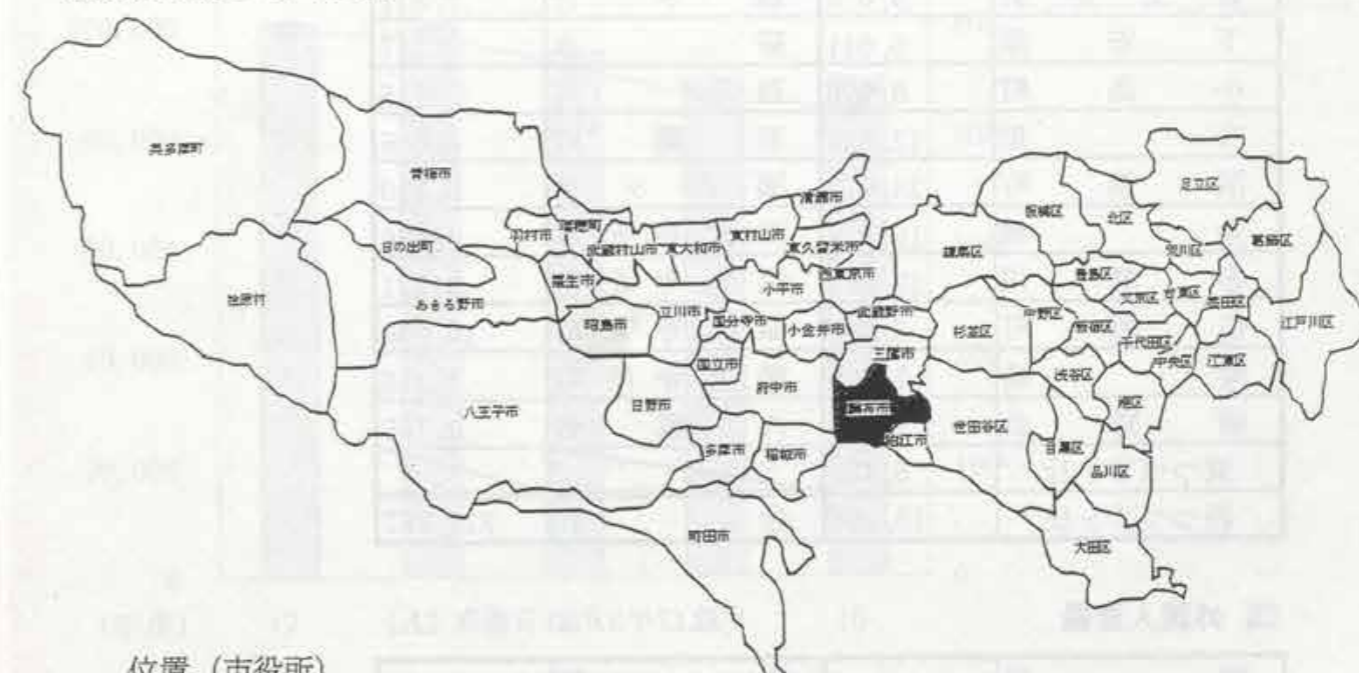 奥多摩町
青梅市
日の出町
檜原村
あきる野市
羽村市
瑞穂町
武蔵村山市
東大和市
東村山市
清瀬市
東久留米市
西東京市
福生市
昭島市
立川市
国分寺市
小平市
小金井市
武蔵野市
三鷹市
国立市
府中市
調布市
狛江市
八王子市
日野市
多摩市
稲城市
町田市
練馬区
板橋区
北区
足立区
葛飾区
荒川区
豊島区
文京区
台東区
墨田区
江戸川区
杉並区
中野区
新宿区
千代田区
中央区
江東区
渋谷区
港区
世田谷区
目黒区
品川区
大田区
位置（市役所）